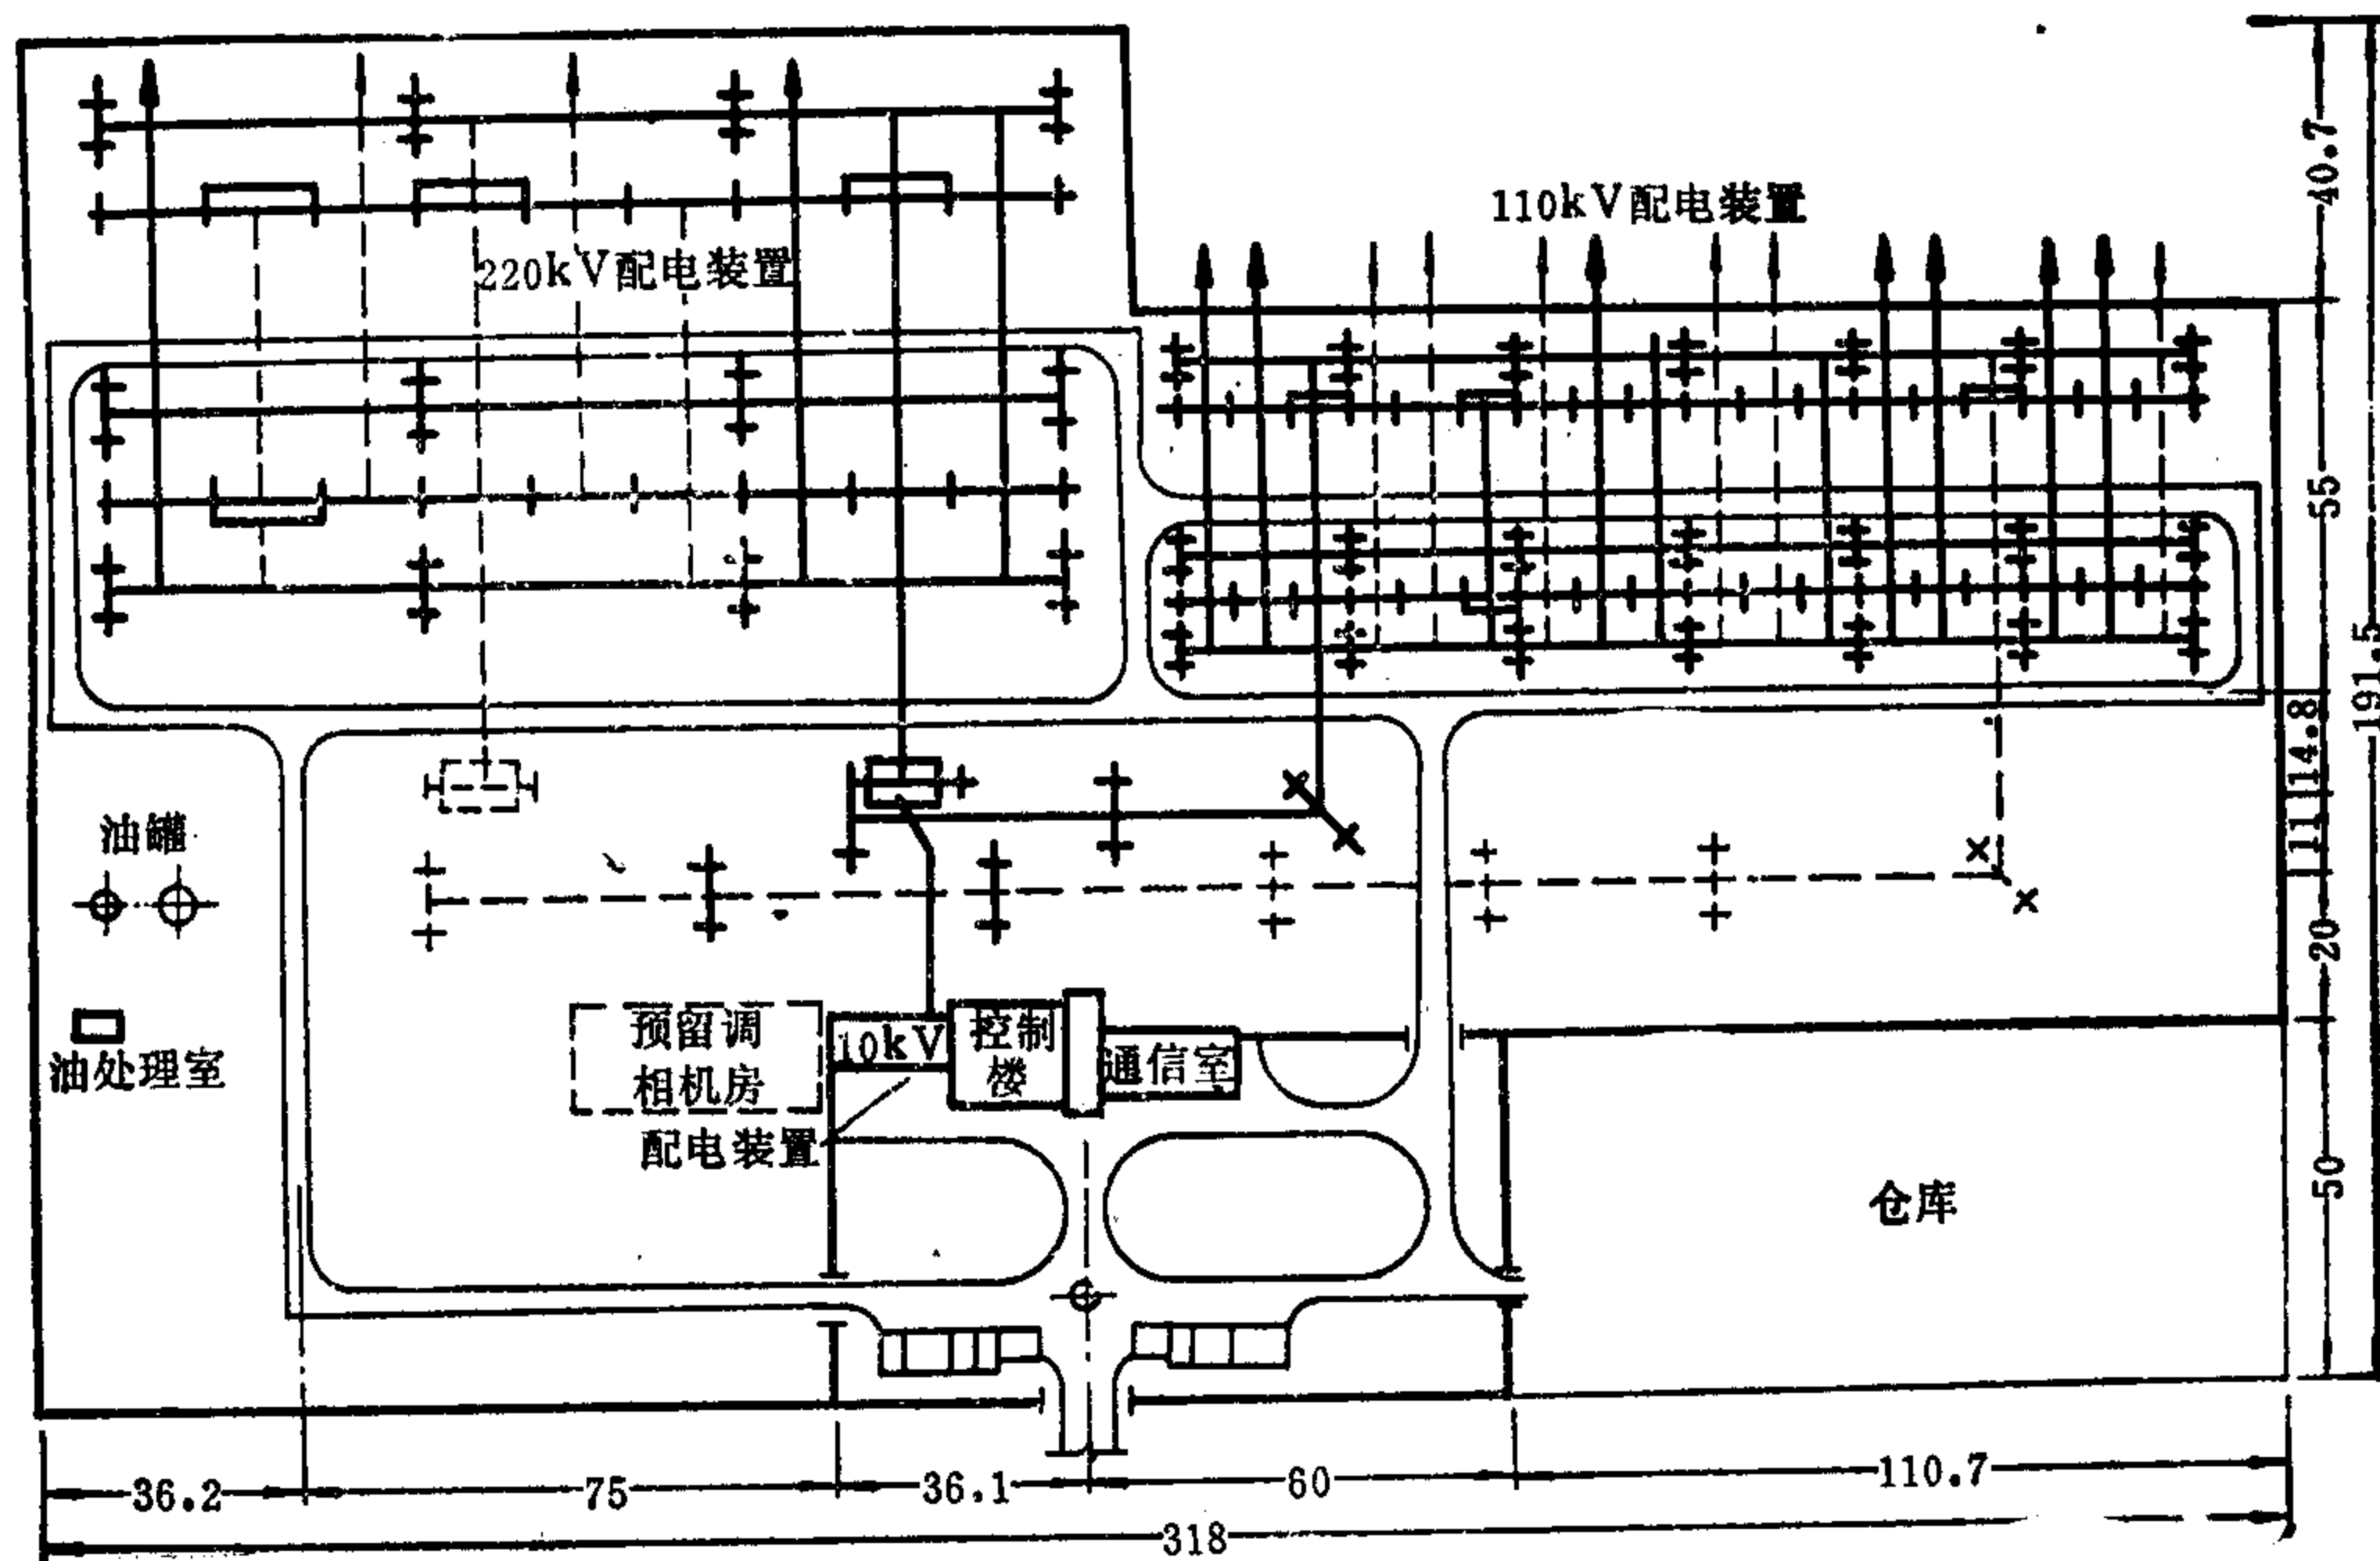 110kV配电装置
220kV配电装置
油罐
油处理室
预留调
相机房
10kV
配电装置
控制
楼
通信室
仓库
40.7
55
14.8
11
20
50
191.5
36.2
75
36.1
60
110.7
318